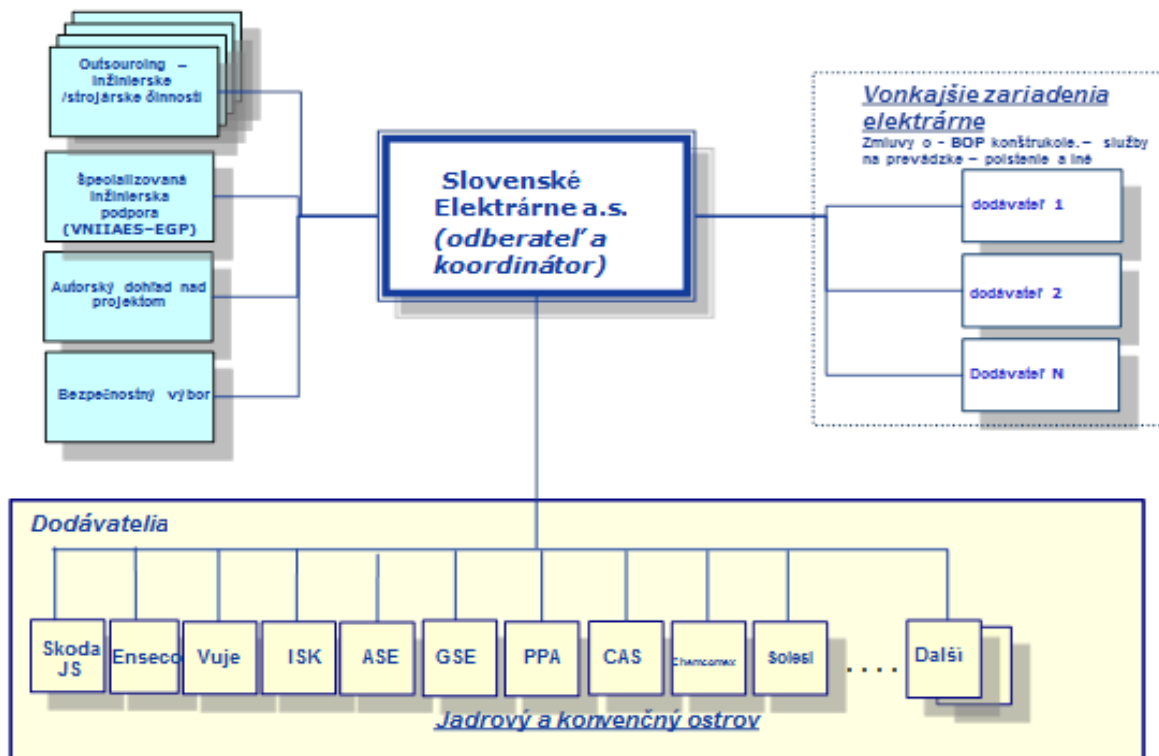 Outsouroing –
inžinierske
/strojárske činnosti
Špecializovaná
inžinierska
podpora
(VNIIAES–EGP)
Autorský dohľad nad
projektom
Bezpečnostný výbor
Slovenské
Elektrárne a.s.
(odberateľ a
koordinátor)
Vonkajšie zariadenia
elektrárne
Zmluvy o - BOP konštrukcie.– služby
na prevádzke – poistenie a iné
dodávateľ 1
dodávateľ 2
Dodávateľ N
Dodávatelia
Skoda
JS
Enseco
Vuje
ISK
ASE
GSE
PPA
CAS
Chemcomex
Solesi
. . . .
Další
Jadrový a konvenčný ostrov